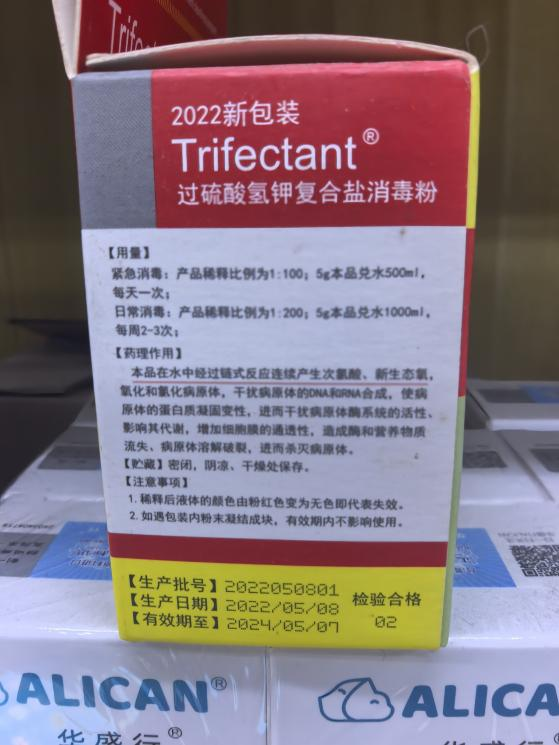 Trifectant
2022新包装
Trifectant®
过硫酸氢钾复合盐消毒粉
【用量】
紧急消毒：产品稀释比例为1:100；5g本品兑水500ml，
每天一次；
日常消毒：产品稀释比例为1:200；5g本品兑水1000ml，
每周2-3次；
【药理作用】
本品在水中经过链式反应连续产生次氯酸、新生态氧，
氧化和氯化病原体，干扰病原体的DNA和RNA合成，使病
原体的蛋白质凝固变性，进而干扰病原体酶系统的活性、
影响其代谢，增加细胞膜的通透性，造成酶和营养物质
流失、病原体溶解破裂，进而杀灭病原体。
【贮藏】密闭，阴凉、干燥处保存。
【注意事项】
1.稀释后液体的颜色由粉红色变为无色即代表失效。
2.如遇包装内粉末凝结成块，有效期内不影响使用。
【生产批号】2022050801
【生产日期】2022/05/08 检验合格
【有效期至】2024/05/07 02
ALICAN®
华盛行®
ALICA
华盛行®